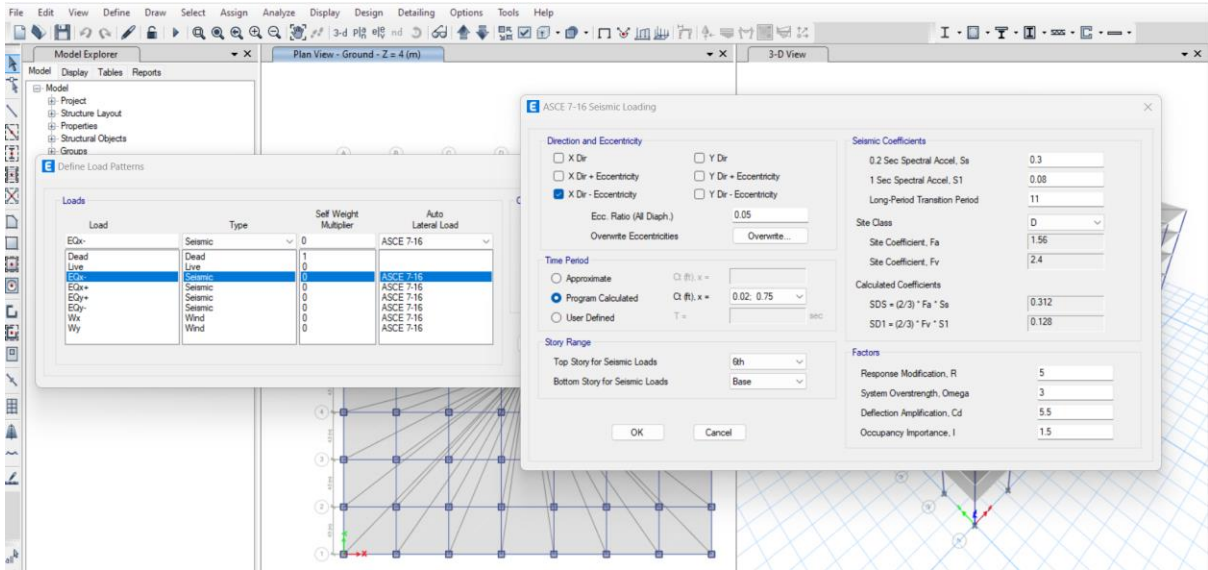 File Edit View Define Draw Select Assign Analyze Display Design Detailing Options Tools Help
3-d nd
Model Explorer
Plan View - Ground - Z = 4 (m)
3-D View
Model Display Tables Reports
Model
Project
Structure Layout
Properties
Structural Objects
Groups
Define Load Patterns
Loads
Load Type Self Weight Multiplier Auto Lateral Load
EQx- Seismic 0 ASCE 7-16
Dead Dead 1
Live Live 0
EQx- Seismic 0 ASCE 7-16
EQx+ Seismic 0 ASCE 7-16
EQy+ Seismic 0 ASCE 7-16
EQy- Seismic 0 ASCE 7-16
Wx Wind 0 ASCE 7-16
Wy Wind 0 ASCE 7-16
ASCE 7-16 Seismic Loading
Direction and Eccentricity
X Dir Y Dir
X Dir + Eccentricity Y Dir + Eccentricity
X Dir - Eccentricity Y Dir - Eccentricity
Ecc. Ratio (All Diaph.) 0.05
Overwrite Eccentricities Overwrite...
Time Period
Approximate Ct (ft), x =
Program Calculated Ct (ft), x = 0.02; 0.75
User Defined T = sec
Story Range
Top Story for Seismic Loads 6th
Bottom Story for Seismic Loads Base
OK Cancel
Seismic Coefficients
0.2 Sec Spectral Accel, Ss 0.3
1 Sec Spectral Accel, S1 0.08
Long-Period Transition Period 11
Site Class D
Site Coefficient, Fa 1.56
Site Coefficient, Fv 2.4
Calculated Coefficients
SDS = (2/3) * Fa * Ss 0.312
SD1 = (2/3) * Fv * S1 0.128
Factors
Response Modification, R 5
System Overstrength, Omega 3
Deflection Amplification, Cd 5.5
Occupancy Importance, I 1.5
4
3
2
1
X
all